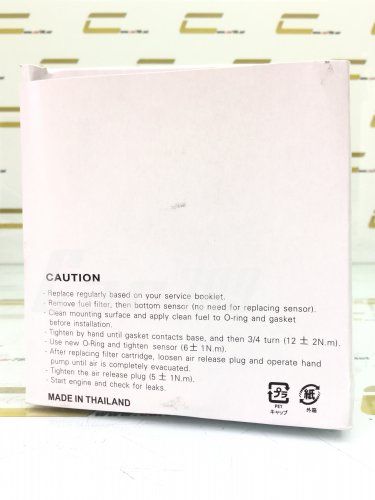 CAUTION
- Replace regularly based on your service booklet.
- Remove fuel filter, then bottom sensor (no need for replacing sensor).
- Clean mounting surface and apply clean fuel to O-ring and gasket
before installation.
- Tighten by hand until gasket contacts base, and then 3/4 turn (12 ± 2N.m).
- Use new O-Ring and tighten sensor (6 ± 1N.m).
- After replacing filter cartridge, loosen air release plug and operate hand
pump until air is completely evacuated.
- Tighten the air release plug (5 ± 1N.m).
- Start engine and check for leaks.
MADE IN THAILAND
プラ
PET
キャップ
紙
外箱